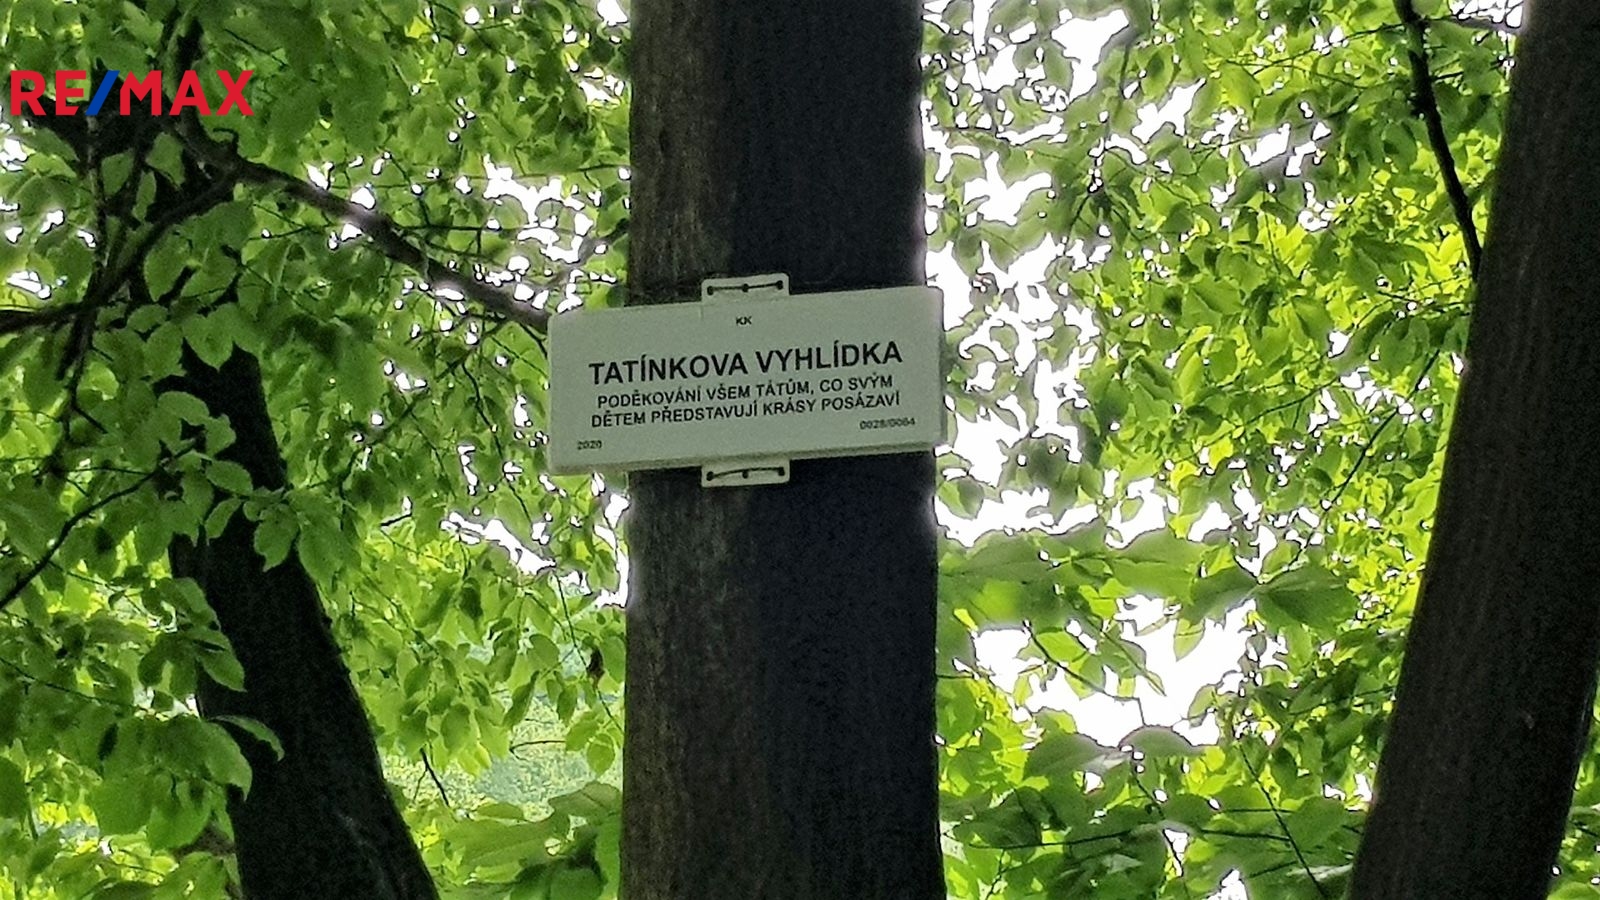 RE/MAX
KK
TATÍNKOVA VYHLÍDKA
PODĚKOVÁNÍ VŠEM TÁTŮM, CO SVÝM
DĚTEM PŘEDSTAVUJÍ KRÁSY POSÁZAVÍ
2020
0028/0064